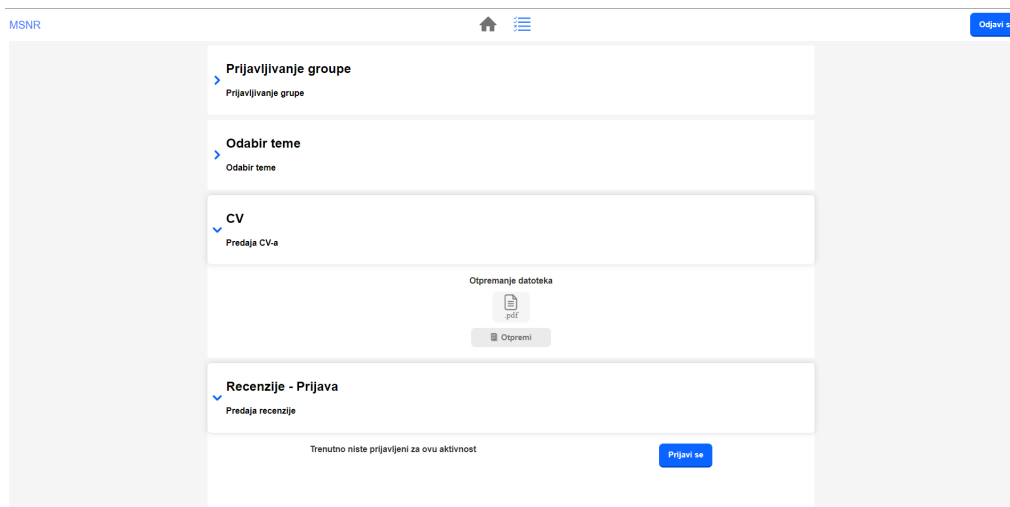 MSNR
Odjavi s
Prijavljivanje groupe
Prijavljivanje grupe
Odabir teme
Odabir teme
CV
Predaja CV-a
Otpremanje datoteka
pdf
Otpremi
Recenzije - Prijava
Predaja recenzije
Trenutno niste prijavljeni za ovu aktivnost
Prijavi se